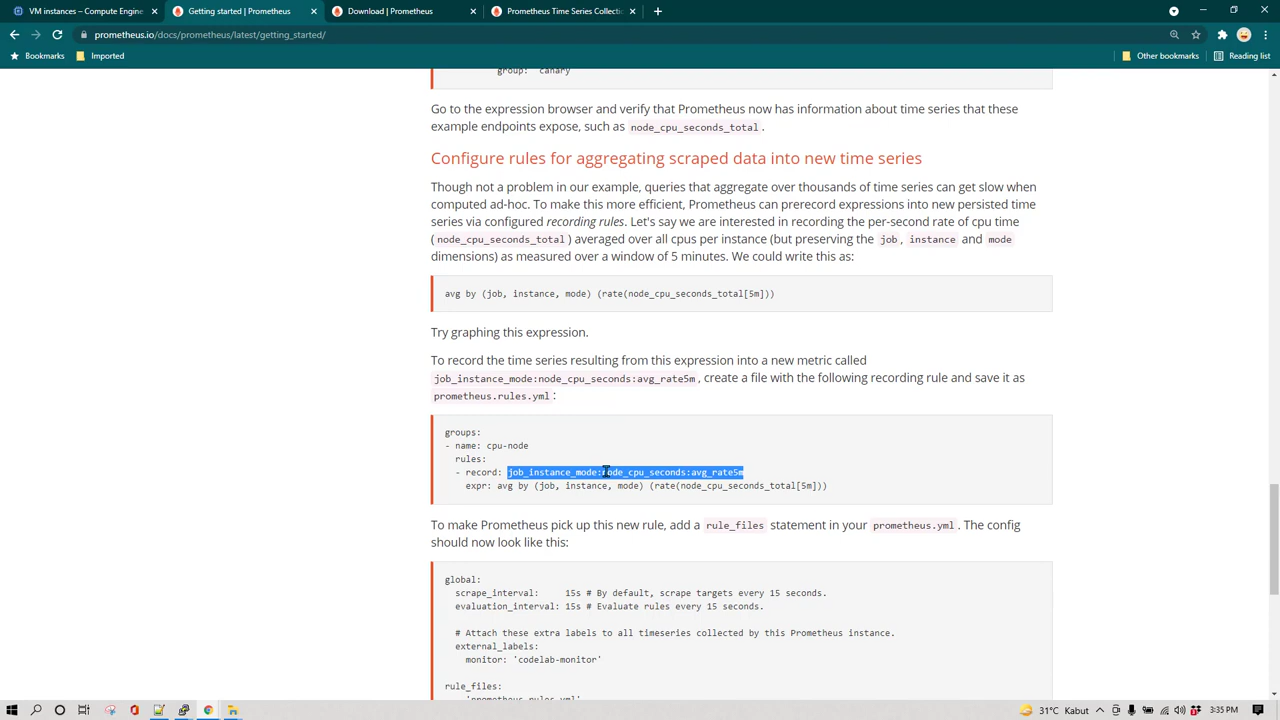 VM instances – Compute Engine
Getting started | Prometheus
Download | Prometheus
Prometheus Time Series Collecti
prometheus.io/docs/prometheus/latest/getting_started/
Bookmarks
Imported
Other bookmarks
Reading list
group: 'canary'
Go to the expression browser and verify that Prometheus now has information about time series that these
example endpoints expose, such as node_cpu_seconds_total.
Configure rules for aggregating scraped data into new time series
Though not a problem in our example, queries that aggregate over thousands of time series can get slow when
computed ad-hoc. To make this more efficient, Prometheus can prerecord expressions into new persisted time
series via configured recording rules. Let's say we are interested in recording the per-second rate of cpu time
(node_cpu_seconds_total) averaged over all cpus per instance (but preserving the job, instance and mode
dimensions) as measured over a window of 5 minutes. We could write this as:
avg by (job, instance, mode) (rate(node_cpu_seconds_total[5m]))
Try graphing this expression.
To record the time series resulting from this expression into a new metric called
job_instance_mode:node_cpu_seconds:avg_rate5m, create a file with the following recording rule and save it as
prometheus.rules.yml:
groups:
- name: cpu-node
rules:
- record: job_instance_mode:node_cpu_seconds:avg_rate5m
expr: avg by (job, instance, mode) (rate(node_cpu_seconds_total[5m]))
To make Prometheus pick up this new rule, add a rule_files statement in your prometheus.yml. The config
should now look like this:
global:
scrape_interval: 15s # By default, scrape targets every 15 seconds.
evaluation_interval: 15s # Evaluate rules every 15 seconds.
# Attach these extra labels to all timeseries collected by this Prometheus instance.
external_labels:
monitor: 'codelab-monitor'
rule_files:
- 'prometheus.rules.yml'
31°C Kabut
3:35 PM